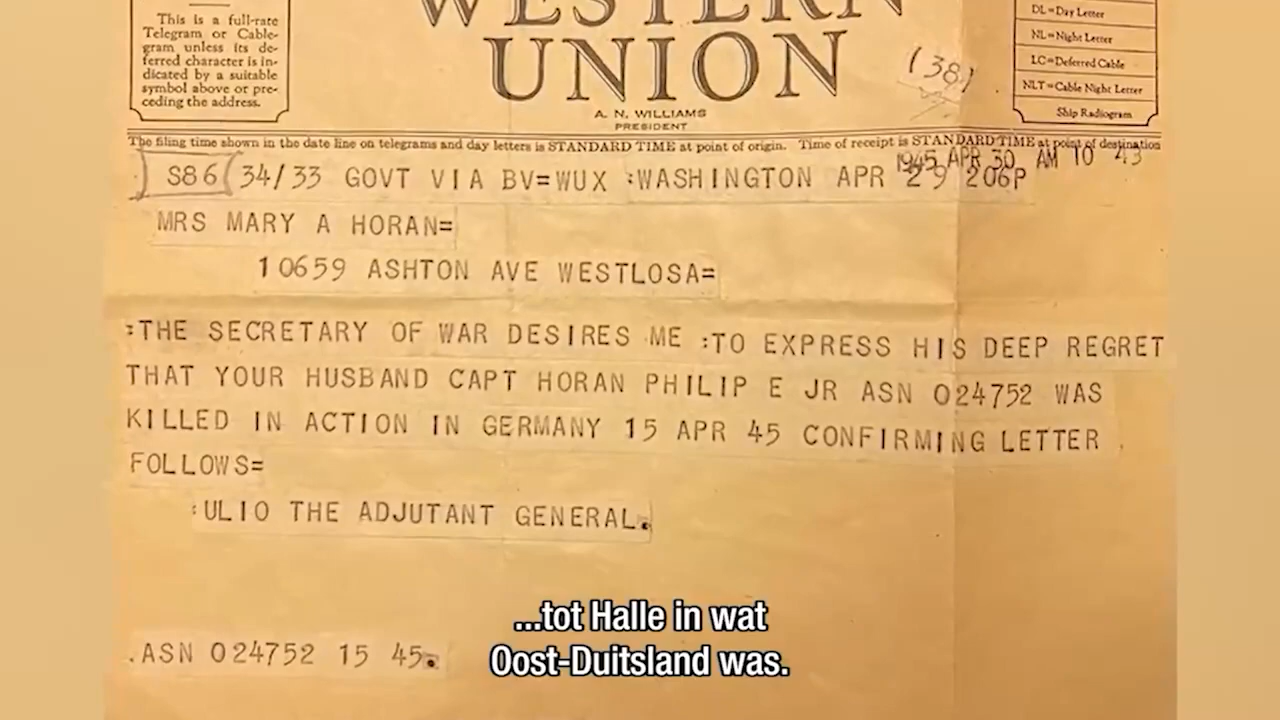 This is a full-rate
Telegram or Cable-
gram unless its de-
ferred character is in-
dicated by a suitable
symbol above or pre-
ceding the address.
WESTERN
UNION
(38)
A. N. WILLIAMS
PRESIDENT
DL=Day Letter
NL=Night Letter
LC=Deferred Cable
NLT=Cable Night Letter
Ship Radiogram
The filing time shown in the date line on telegrams and day letters is STANDARD TIME at point of origin. Time of receipt is STANDARD TIME at point of destination
1945 APR 30 AM 10 43
S86 34/33 GOVT VIA BV=WUX :WASHINGTON APR 29 206P
MRS MARY A HORAN=
10659 ASHTON AVE WESTLOSA=
:THE SECRETARY OF WAR DESIRES ME :TO EXPRESS HIS DEEP REGRET
THAT YOUR HUSBAND CAPT HORAN PHILIP E JR ASN 024752 WAS
KILLED IN ACTION IN GERMANY 15 APR 45 CONFIRMING LETTER
FOLLOWS=
:ULIO THE ADJUTANT GENERAL.
.ASN 024752 15 45.
...tot Halle in wat
Oost-Duitsland was.